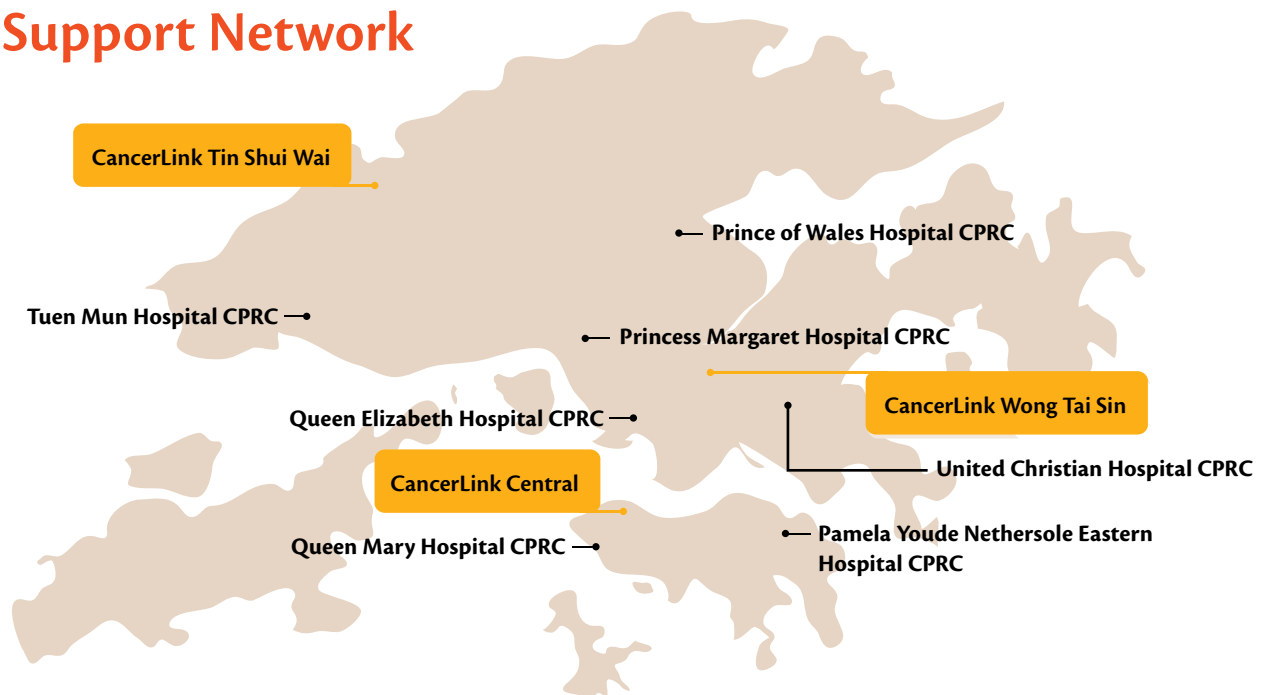 Support Network
CancerLink Tin Shui Wai
Prince of Wales Hospital CPRC
Tuen Mun Hospital CPRC
Princess Margaret Hospital CPRC
CancerLink Wong Tai Sin
Queen Elizabeth Hospital CPRC
United Christian Hospital CPRC
CancerLink Central
Pamela Youde Nethersole Eastern
Hospital CPRC
Queen Mary Hospital CPRC